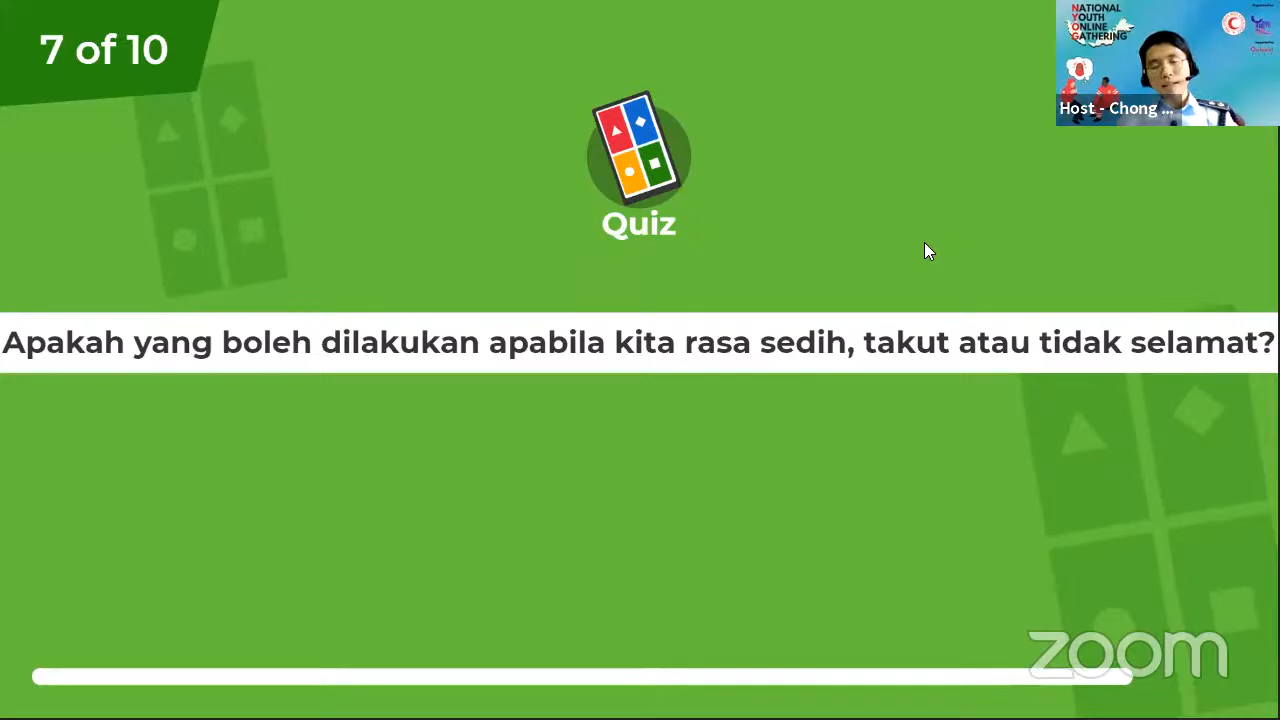 7 of 10
NATIONAL
YOUTH
ONLINE
GATHERING
Host - Chong ...
Quiz
Apakah yang boleh dilakukan apabila kita rasa sedih, takut atau tidak selamat?
zoom